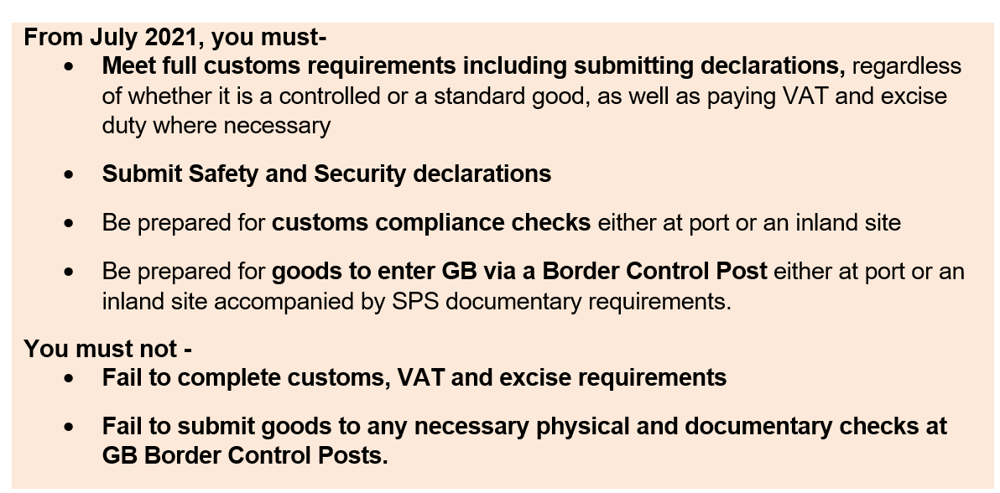 From July 2021, you must-
• Meet full customs requirements including submitting declarations, regardless
of whether it is a controlled or a standard good, as well as paying VAT and excise
duty where necessary
• Submit Safety and Security declarations
• Be prepared for customs compliance checks either at port or an inland site
• Be prepared for goods to enter GB via a Border Control Post either at port or an
inland site accompanied by SPS documentary requirements.
You must not -
• Fail to complete customs, VAT and excise requirements
• Fail to submit goods to any necessary physical and documentary checks at
GB Border Control Posts.